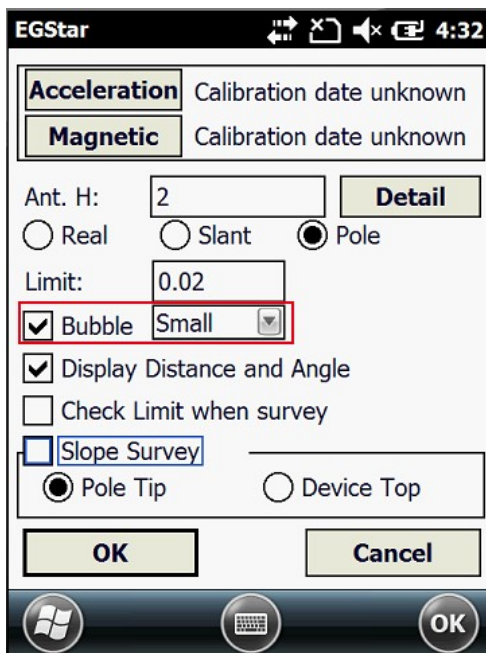 EGStar 4:32
Acceleration Calibration date unknown
Magnetic Calibration date unknown
Ant. H: 2 Detail
Real Slant Pole
Limit: 0.02
Bubble Small
Display Distance and Angle
Check Limit when survey
Slope Survey
Pole Tip Device Top
OK Cancel
OK